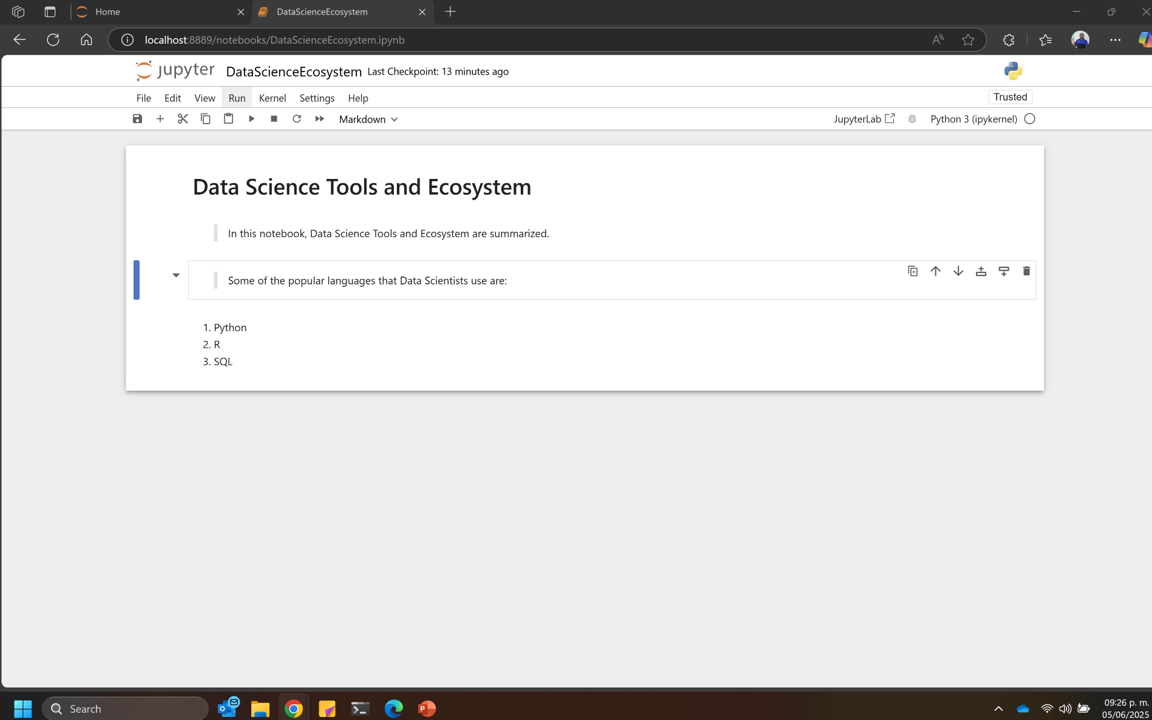 Home
DataScienceEcosystem
localhost:8889/notebooks/DataScienceEcosystem.ipynb
jupyter DataScienceEcosystem Last Checkpoint: 13 minutes ago
File Edit View Run Kernel Settings Help
Trusted
Markdown
JupyterLab
Python 3 (ipykernel)
Data Science Tools and Ecosystem
In this notebook, Data Science Tools and Ecosystem are summarized.
Some of the popular languages that Data Scientists use are:
1. Python
2. R
3. SQL
Search
09:26 p. m.
05/06/2025